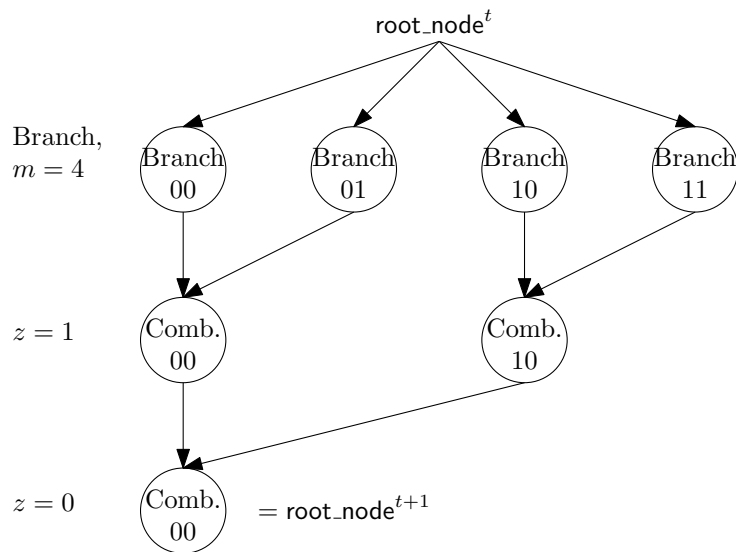 root_node^t
Branch,
m = 4
Branch
00
Branch
01
Branch
10
Branch
11
z = 1
Comb.
00
Comb.
10
z = 0
Comb.
00
= root_node^{t+1}